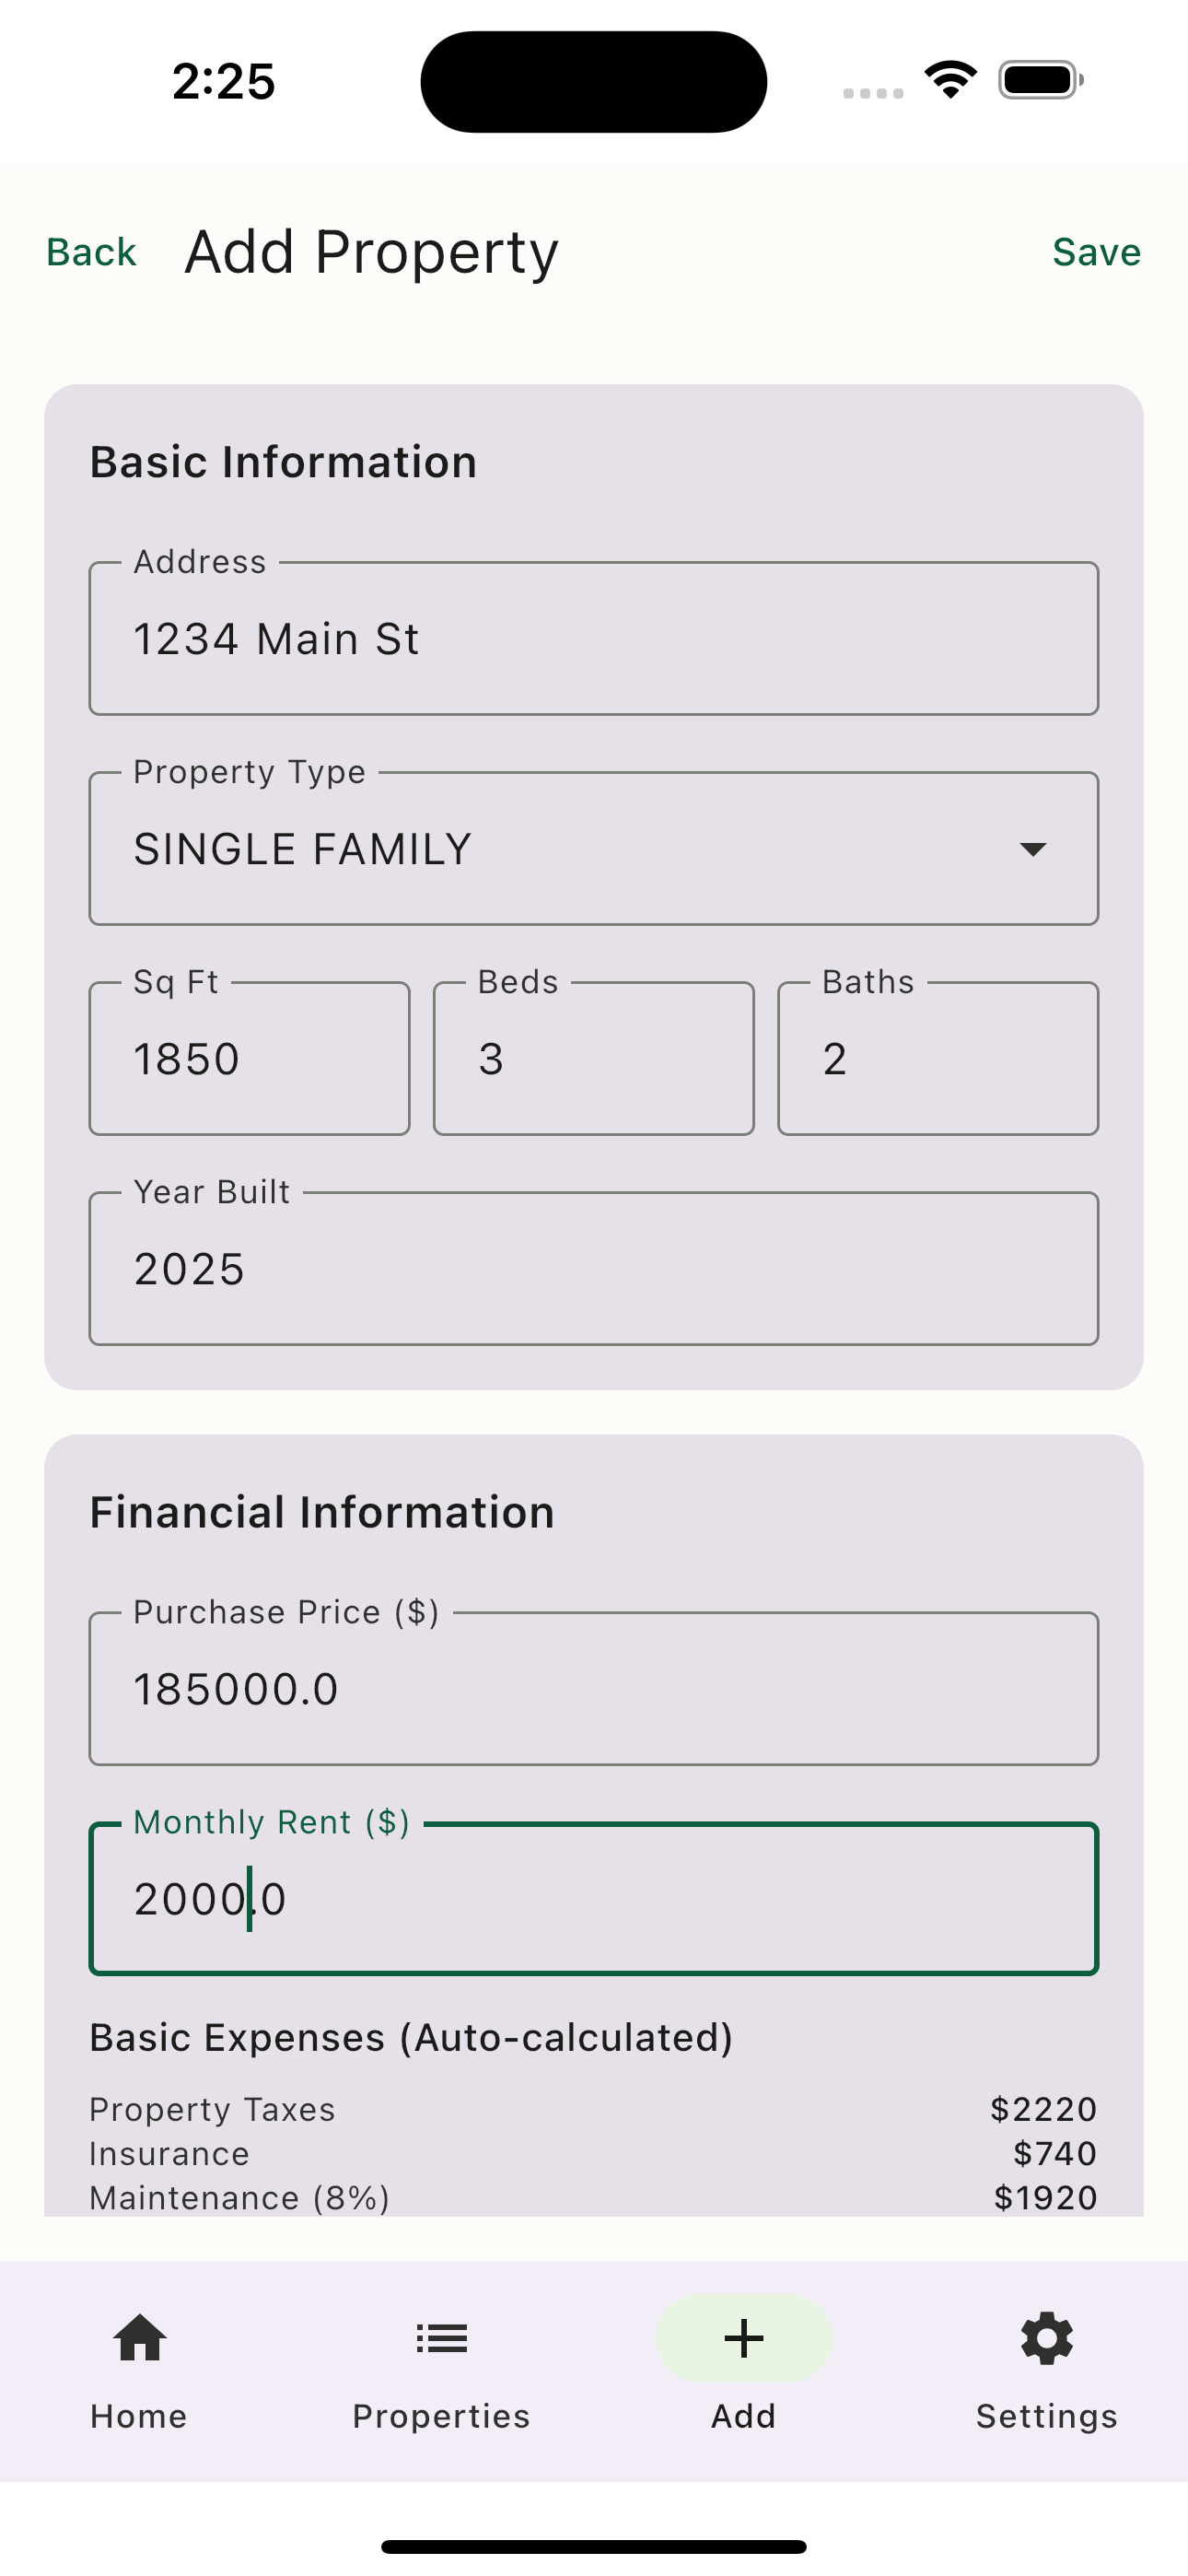 2:25
Back Add Property Save
Basic Information
Address
1234 Main St
Property Type
SINGLE FAMILY
Sq Ft Beds Baths
1850 3 2
Year Built
2025
Financial Information
Purchase Price ($)
185000.0
Monthly Rent ($)
2000.0
Basic Expenses (Auto-calculated)
Property Taxes $2220
Insurance $740
Maintenance (8%) $1920
Home Properties Add Settings